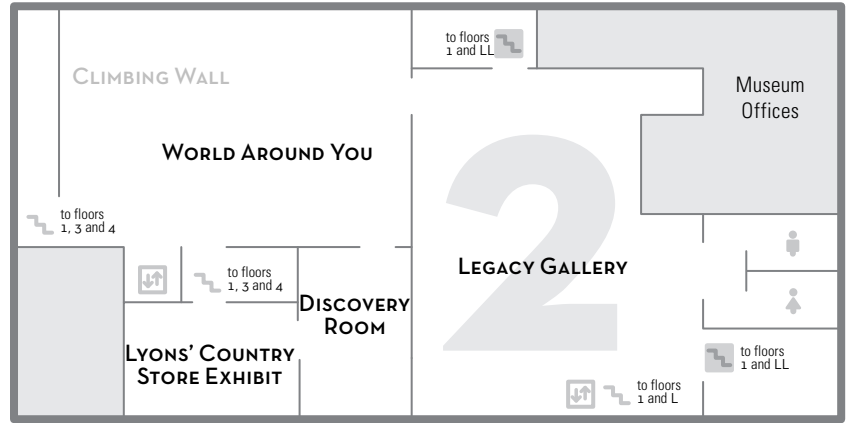 to floors
1 and LL
Climbing Wall
Museum
Offices
World Around You
2
to floors
1, 3 and 4
to floors
1, 3 and 4
Legacy Gallery
Discovery
Room
Lyons' Country
Store Exhibit
to floors
1 and LL
to floors
1 and L